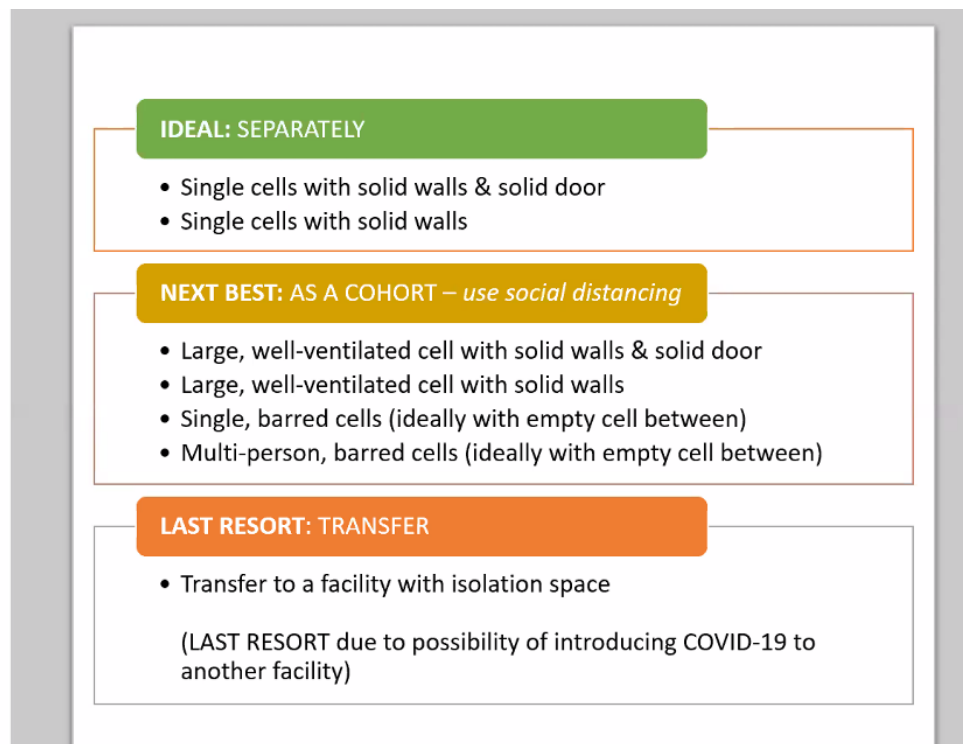 IDEAL: SEPARATELY
• Single cells with solid walls & solid door
• Single cells with solid walls
NEXT BEST: AS A COHORT – use social distancing
• Large, well-ventilated cell with solid walls & solid door
• Large, well-ventilated cell with solid walls
• Single, barred cells (ideally with empty cell between)
• Multi-person, barred cells (ideally with empty cell between)
LAST RESORT: TRANSFER
• Transfer to a facility with isolation space
(LAST RESORT due to possibility of introducing COVID-19 to
another facility)